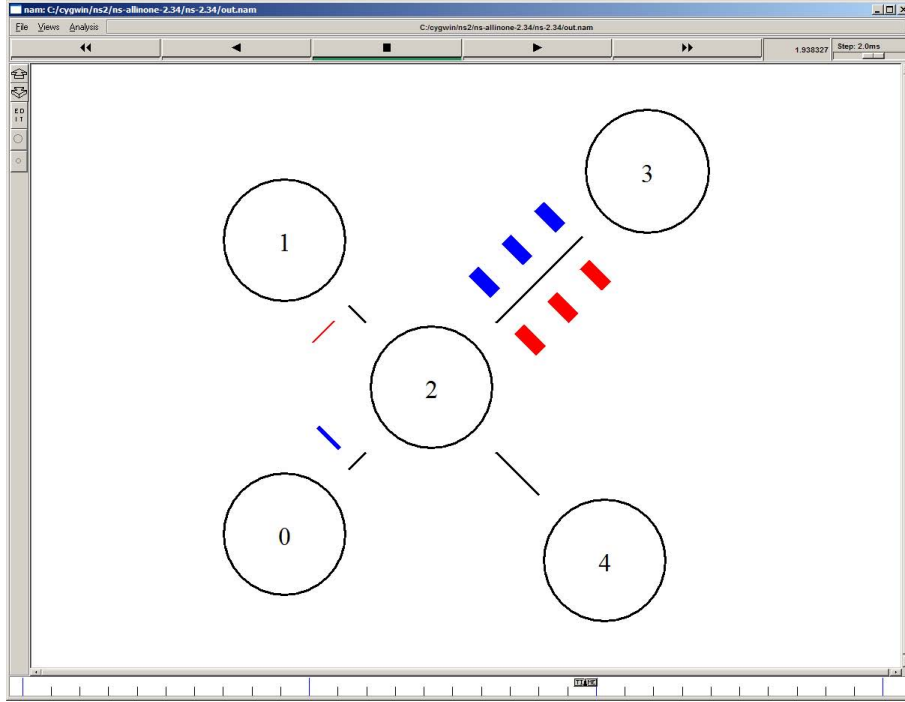 nam: C:/cygwin/ns2/ns-allinone-2.34/ns-2.34/out.nam
File Views Analysis C:/cygwin/ns2/ns-allinone-2.34/ns-2.34/out.nam
1.938327 Step: 2.0ms
E D
I T
3
1
2
0
4
TIME